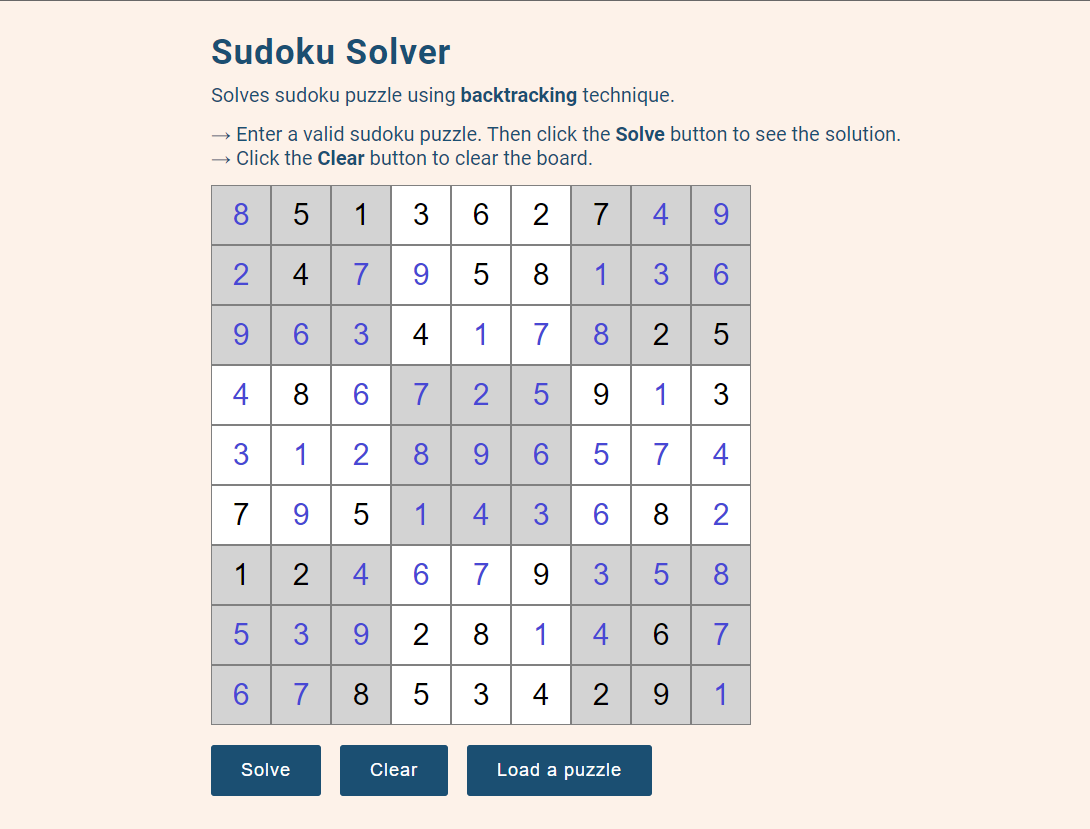 Sudoku Solver
Solves sudoku puzzle using backtracking technique.
→ Enter a valid sudoku puzzle. Then click the Solve button to see the solution.
→ Click the Clear button to clear the board.
8 5 1 3 6 2 7 4 9
2 4 7 9 5 8 1 3 6
9 6 3 4 1 7 8 2 5
4 8 6 7 2 5 9 1 3
3 1 2 8 9 6 5 7 4
7 9 5 1 4 3 6 8 2
1 2 4 6 7 9 3 5 8
5 3 9 2 8 1 4 6 7
6 7 8 5 3 4 2 9 1
Solve Clear Load a puzzle